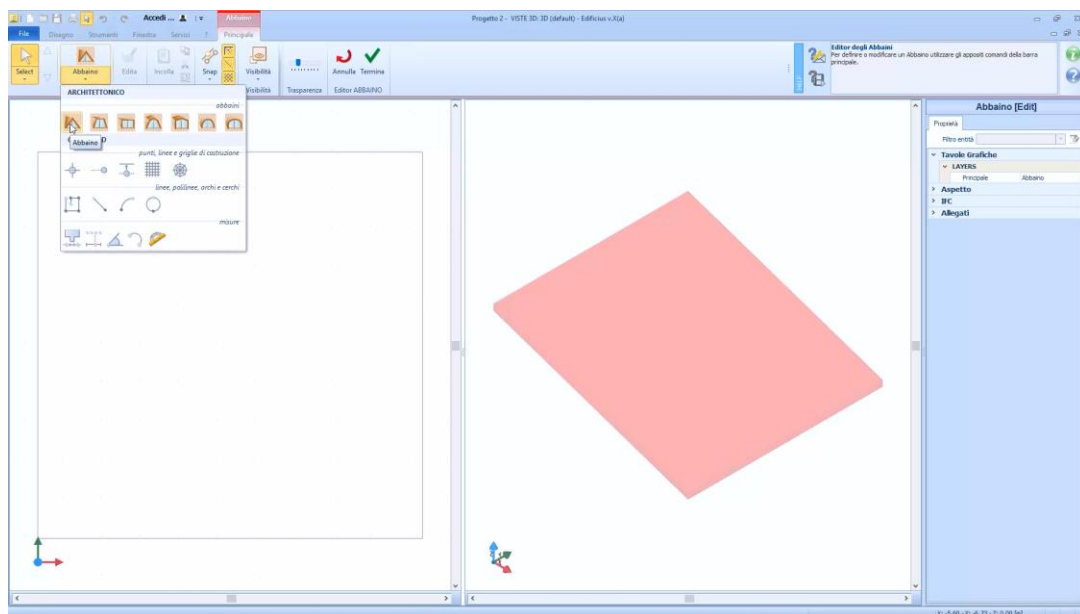 Accedi ...
Abbaino
Progetto 2 - VISTE 3D: 3D (default) - Edificius v.X(a)
File
Disegno
Strumenti
Finestra
Servizi
?
Principale
Select
Abbaino
Edita
Incolla
Snap
Visibilità
Annulla
Termina
Visibilità
Trasparenza
Editor ABBAINO
HELP
Editor degli Abbaini
Per definire o modificare un Abbaino utilizzare gli appositi comandi della barra
principale.
ARCHITETTONICO
abbaini
Abbaino
punti, linee e griglie di costruzione
linee, polilinee, archi e cerchi
misure
Abbaino [Edit]
Proprietà
Filtro entità
Tavole Grafiche
LAYERS
Principale
Abbaino
Aspetto
IFC
Allegati